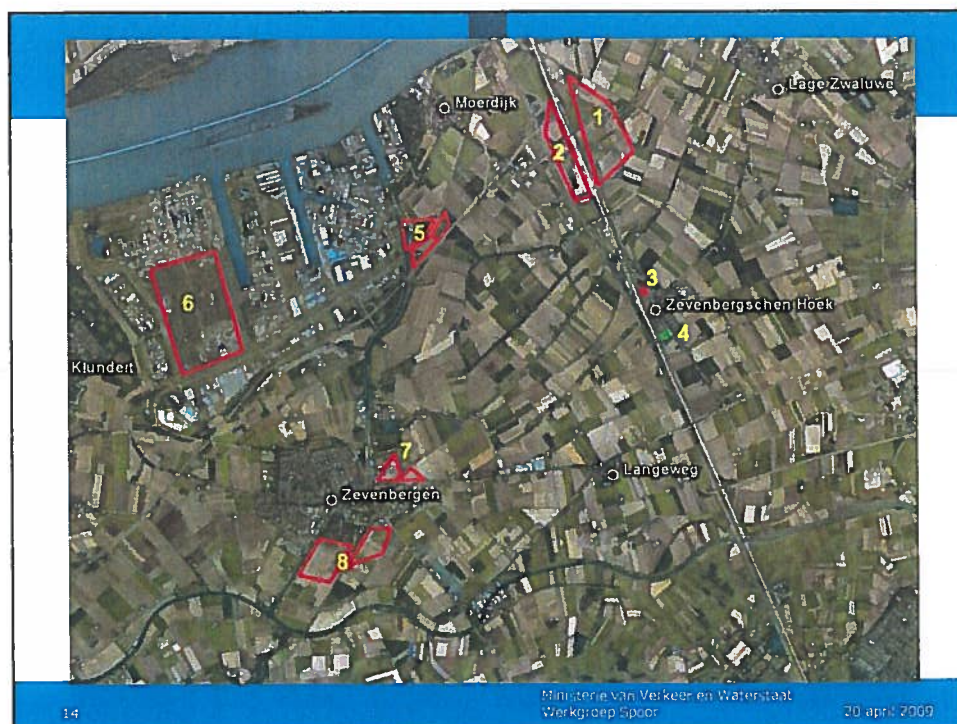 Moerdijk
Lage Zwaluwe
1
2
5
6
3
Zevenbergschen Hoek
4
Klundert
7
Langeweg
Zevenbergen
8
14
Ministerie van Verkeer en Waterstaat
Werkgroep Spoor
20 april 2009